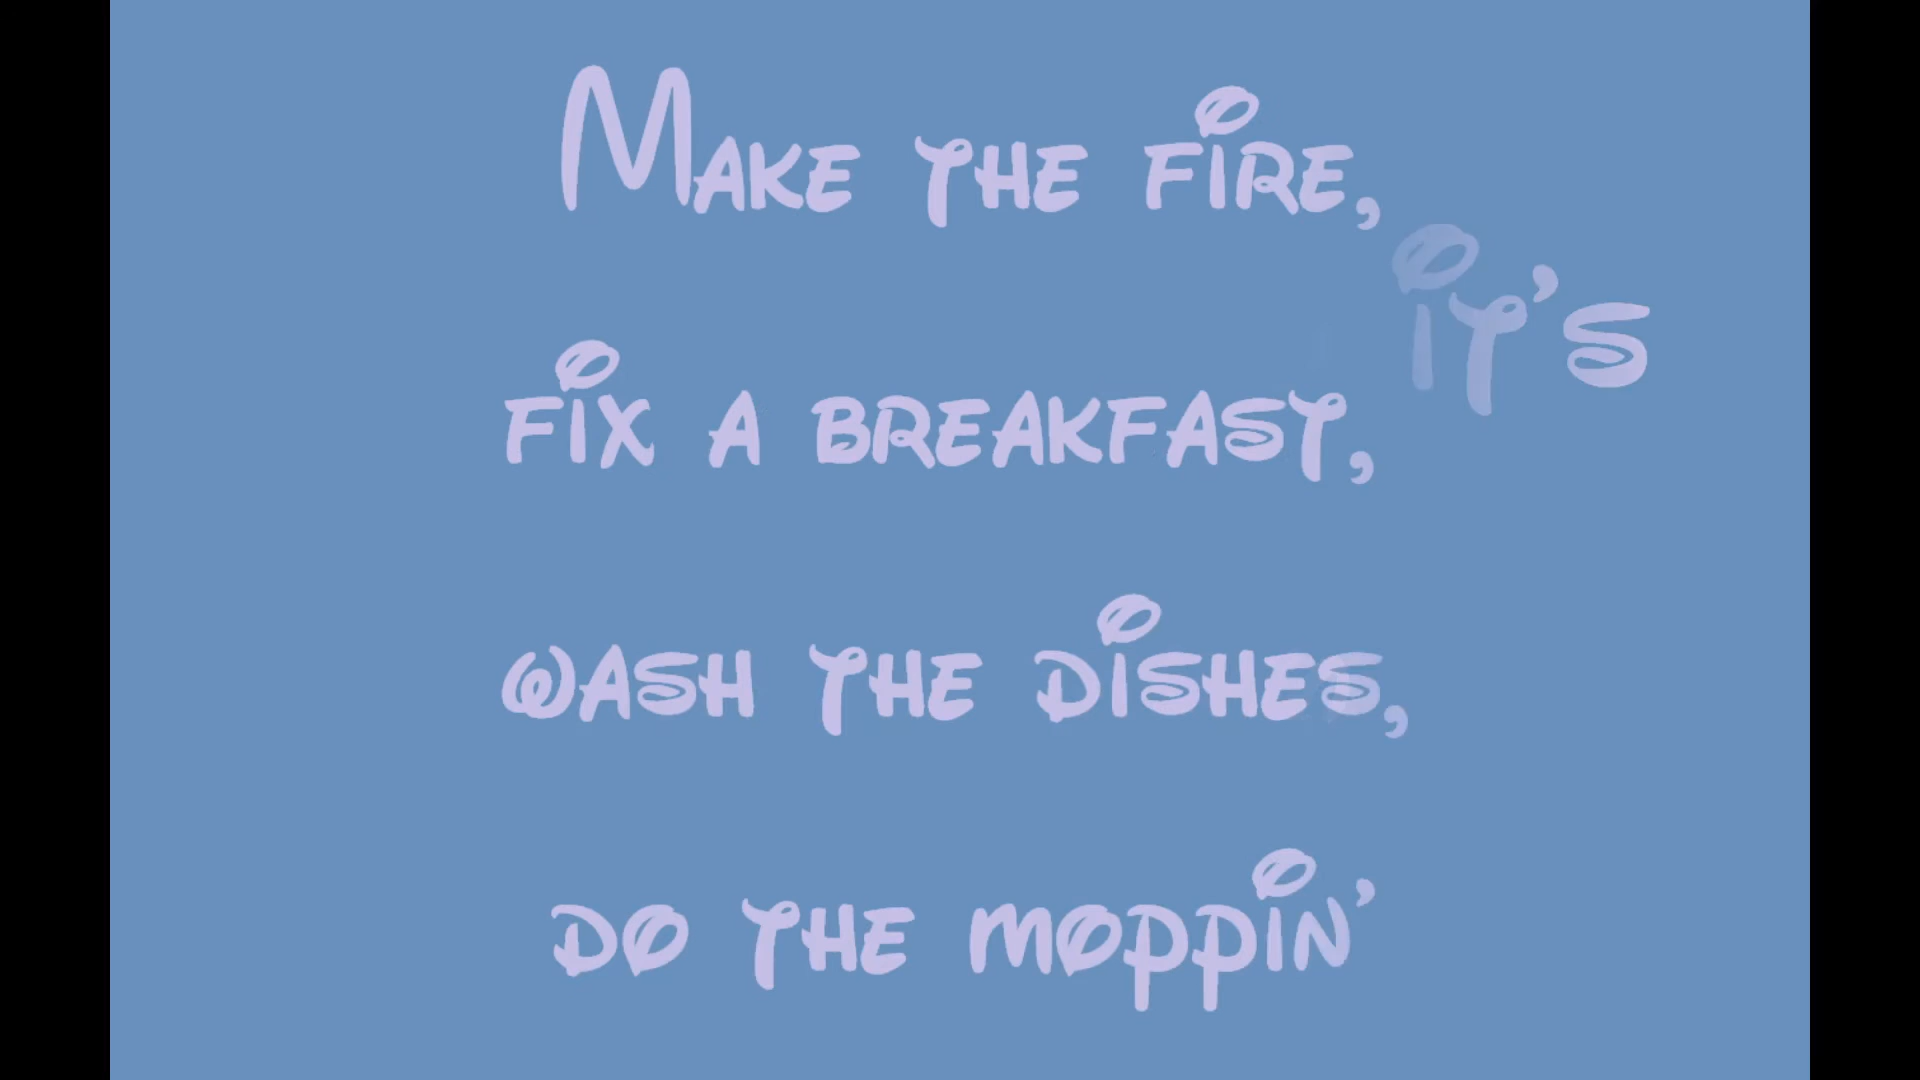 Make the fire,
it's
fix a breakfast,
wash the dishes,
do the moppin'